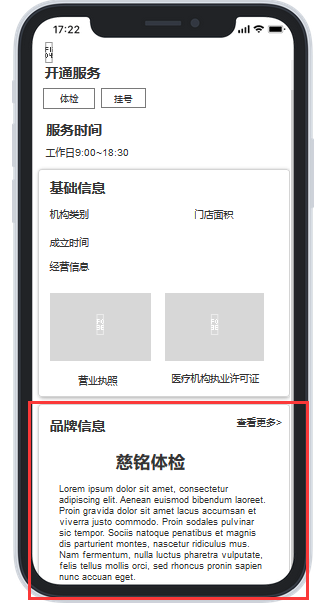 17:22
开通服务
体检 挂号
服务时间
工作日9:00~18:30
基础信息
机构类别 门店面积
成立时间
经营信息
营业执照 医疗机构执业许可证
品牌信息 查看更多>
慈铭体检
Lorem ipsum dolor sit amet, consectetur
adipiscing elit. Aenean euismod bibendum laoreet.
Proin gravida dolor sit amet lacus accumsan et
viverra justo commodo. Proin sodales pulvinar
sic tempor. Sociis natoque penatibus et magnis
dis parturient montes, nascetur ridiculus mus.
Nam fermentum, nulla luctus pharetra vulputate,
felis tellus mollis orci, sed rhoncus pronin sapien
nunc accuan eget.